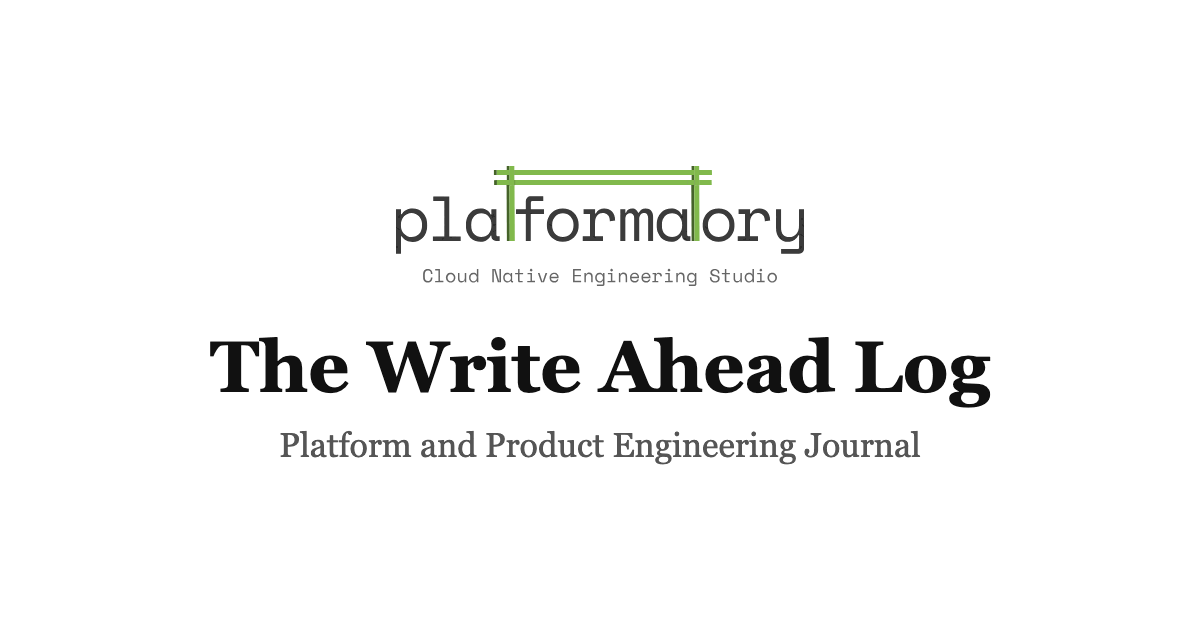 platformatory
Cloud Native Engineering Studio
The Write Ahead Log
Platform and Product Engineering Journal